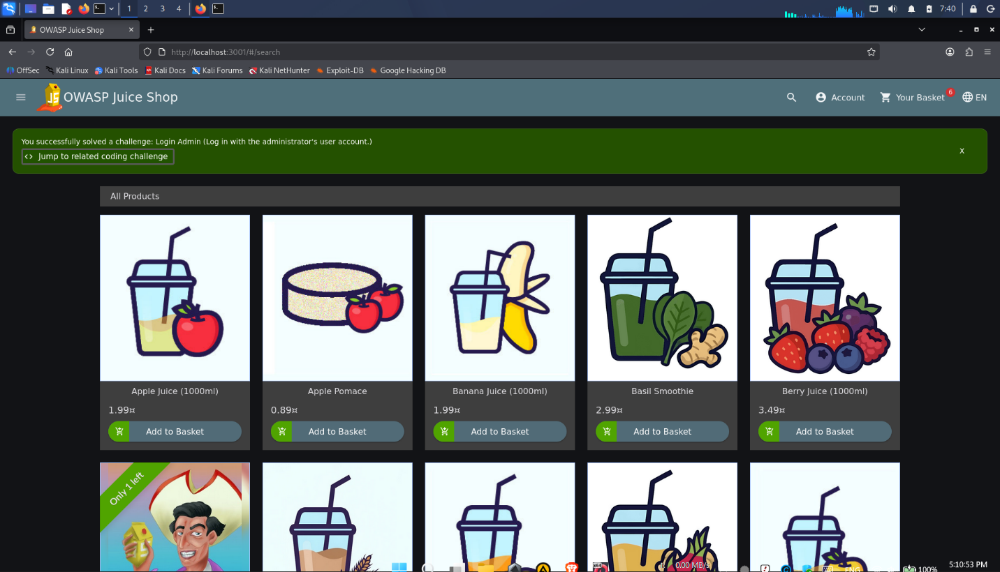 1 2 3 4 7:40
OWASP Juice Shop
http://localhost:3001/#/search
OffSec Kali Linux Kali Tools Kali Docs Kali Forums Kali NetHunter Exploit-DB Google Hacking DB
JS OWASP Juice Shop Account Your Basket 6 EN
You successfully solved a challenge: Login Admin (Log in with the administrator's user account.)
<> Jump to related coding challenge
X
All Products
Apple Juice (1000ml) Apple Pomace Banana Juice (1000ml) Basil Smoothie Berry Juice (1000ml)
1.99¤ 0.89¤ 1.99¤ 2.99¤ 3.49¤
Add to Basket Add to Basket Add to Basket Add to Basket Add to Basket
Only 1 left
0.00 MB/s ENG 100% 5:10:53 PM